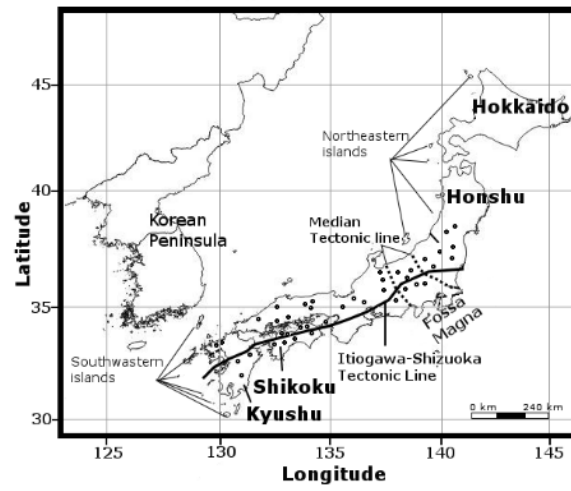 45
40
35
30
Latitude
Hokkaido
Northeastern
islands
Honshu
Korean
Peninsula
Median
Tectonic line
Fossa
Magna
Southwastern
islands
Itiogawa-Shizuoka
Tectonic Line
Shikoku
Kyushu
0 km 240 km
125 130 135 140 145
Longitude